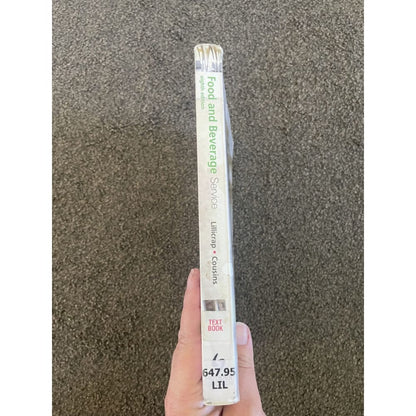 Food and Beverage Service
eighth edition
Lillicrap • Cousins
TEXT
BOOK
647.95
LIL